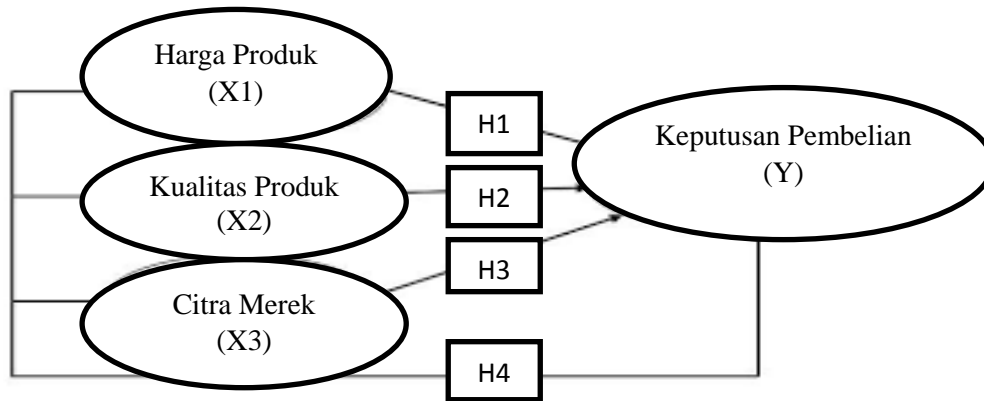 Harga Produk
(X1)
H1
Keputusan Pembelian
(Y)
Kualitas Produk
(X2)
H2
H3
Citra Merek
(X3)
H4